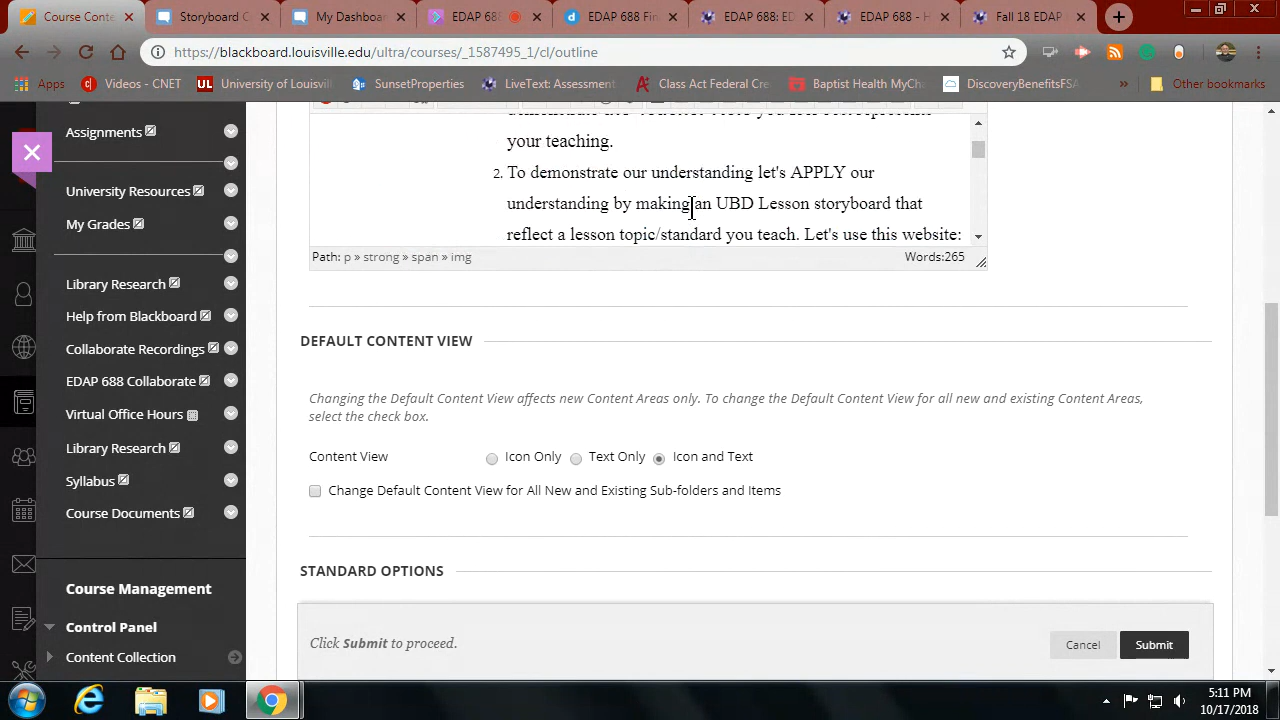 Course Conte
Storyboard C
My Dashboar
EDAP 69
EDAP 688 Fin
EDAP 688: ED
EDAP 688 - H
Fall 18 EDAP
https://blackboard.louisville.edu/ultra/courses/_1587495_1/cl/outline
Apps
Videos - CNET
University of Louisvill
SunsetProperties
LiveText: Assessment
Class Act Federal Cre
Baptist Health MyCha
DiscoveryBenefitsFSA
Other bookmarks
Assignments
University Resources
My Grades
Library Research
Help from Blackboard
Collaborate Recordings
EDAP 688 Collaborate
Virtual Office Hours
Library Research
Syllabus
Course Documents
Course Management
Control Panel
Content Collection
your teaching.
2. To demonstrate our understanding let's APPLY our
understanding by making an UBD Lesson storyboard that
reflect a lesson topic/standard you teach. Let's use this website:
Path: p » strong » span » img
Words:265
DEFAULT CONTENT VIEW
Changing the Default Content View affects new Content Areas only. To change the Default Content View for all new and existing Content Areas,
select the check box.
Content View
Icon Only
Text Only
Icon and Text
Change Default Content View for All New and Existing Sub-folders and Items
STANDARD OPTIONS
Click Submit to proceed.
Cancel
Submit
5:11 PM
10/17/2018